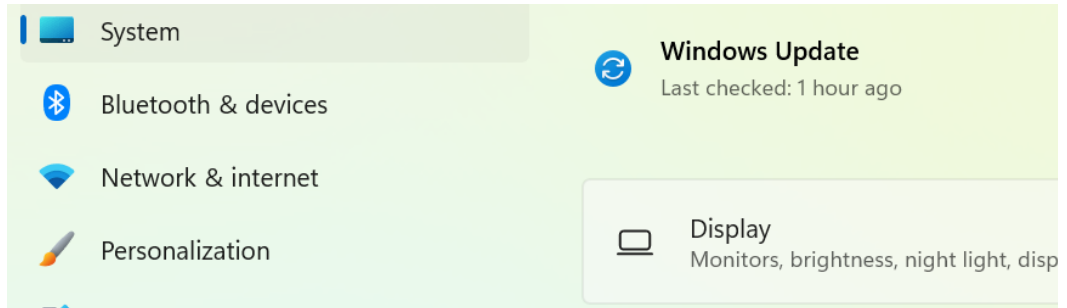 System
Bluetooth & devices
Network & internet
Personalization
Windows Update
Last checked: 1 hour ago
Display
Monitors, brightness, night light, disp